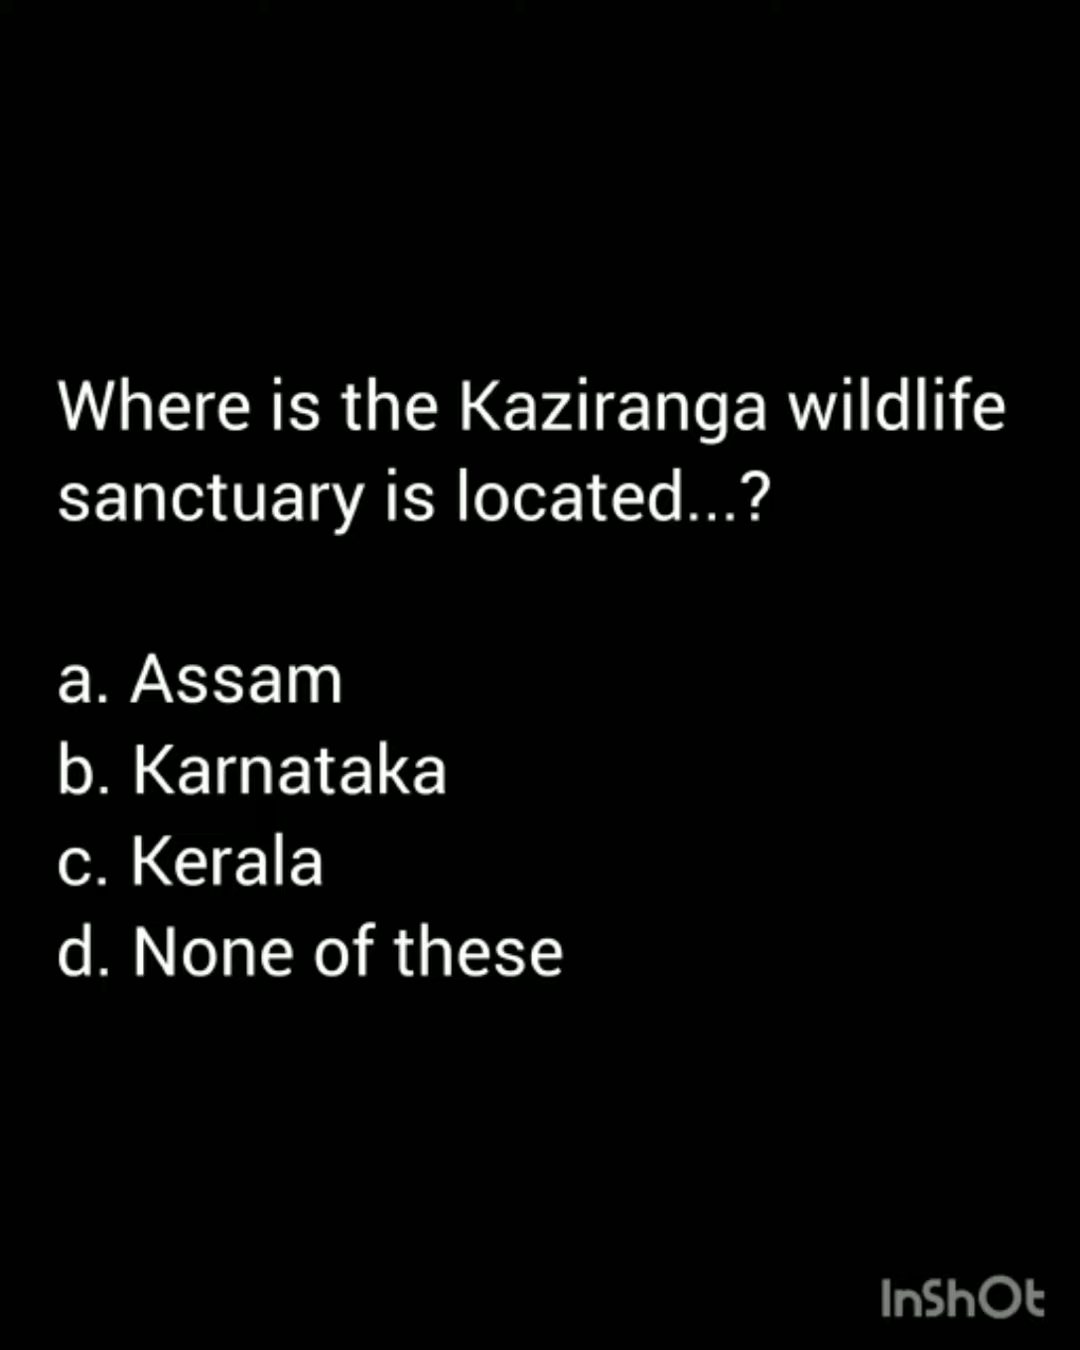 Where is the Kaziranga wildlife
sanctuary is located...?
a. Assam
b. Karnataka
c. Kerala
d. None of these
InShOt